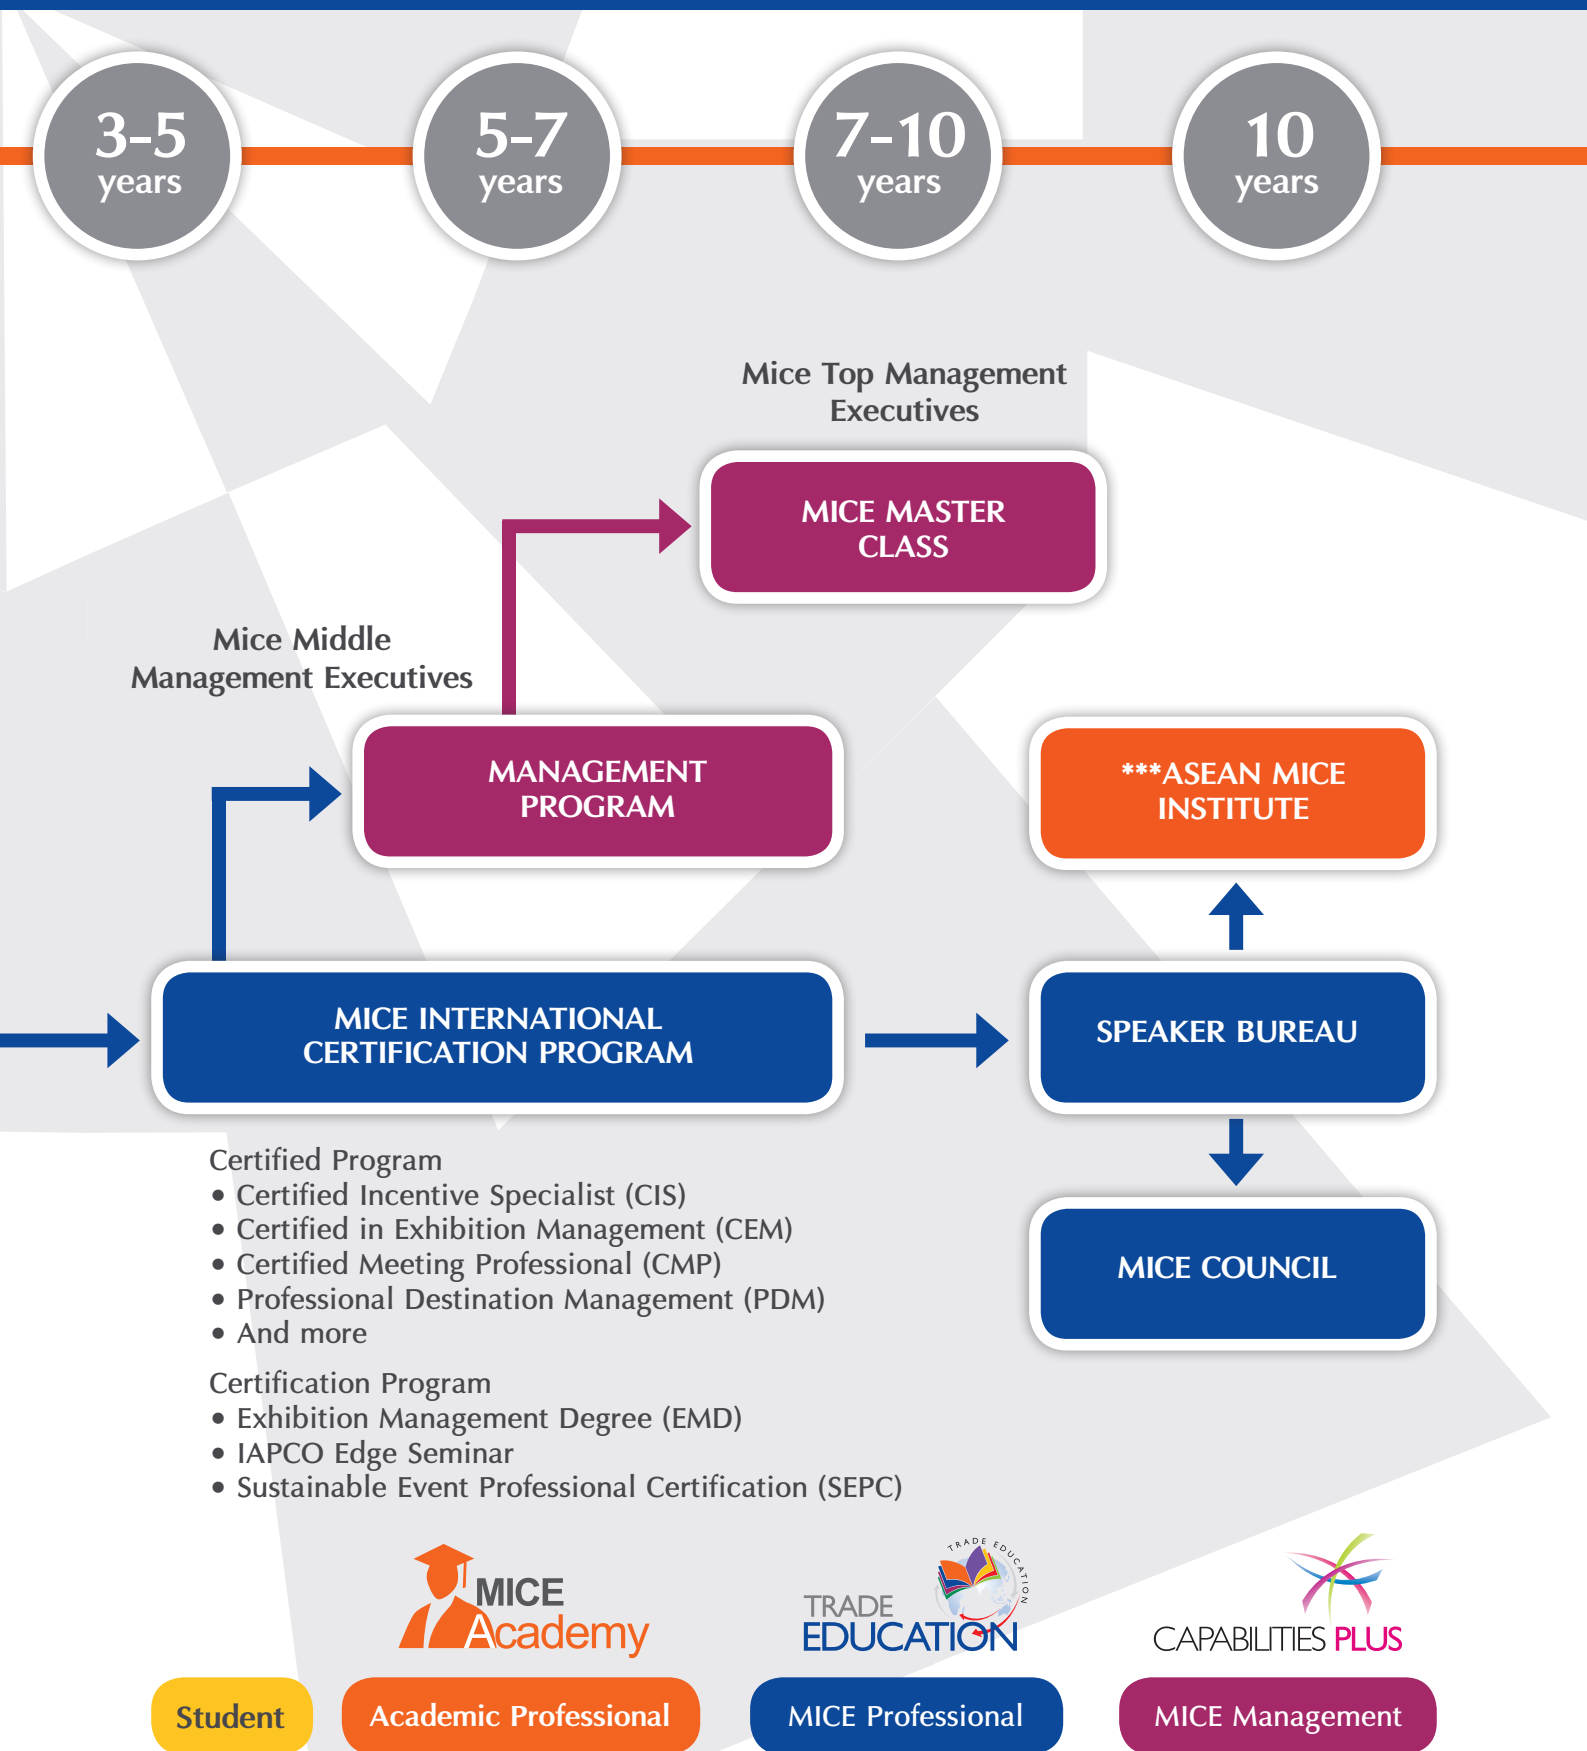 3-5
years
5-7
years
7-10
years
10
years
Mice Top Management
Executives
MICE MASTER
CLASS
Mice Middle
Management Executives
MANAGEMENT
PROGRAM
***ASEAN MICE
INSTITUTE
MICE INTERNATIONAL
CERTIFICATION PROGRAM
SPEAKER BUREAU
MICE COUNCIL
Certified Program
• Certified Incentive Specialist (CIS)
• Certified in Exhibition Management (CEM)
• Certified Meeting Professional (CMP)
• Professional Destination Management (PDM)
• And more
Certification Program
• Exhibition Management Degree (EMD)
• IAPCO Edge Seminar
• Sustainable Event Professional Certification (SEPC)
MICE
Academy
TRADE EDUCATION
TRADE
EDUCATION
CAPABILITIES PLUS
Student
Academic Professional
MICE Professional
MICE Management